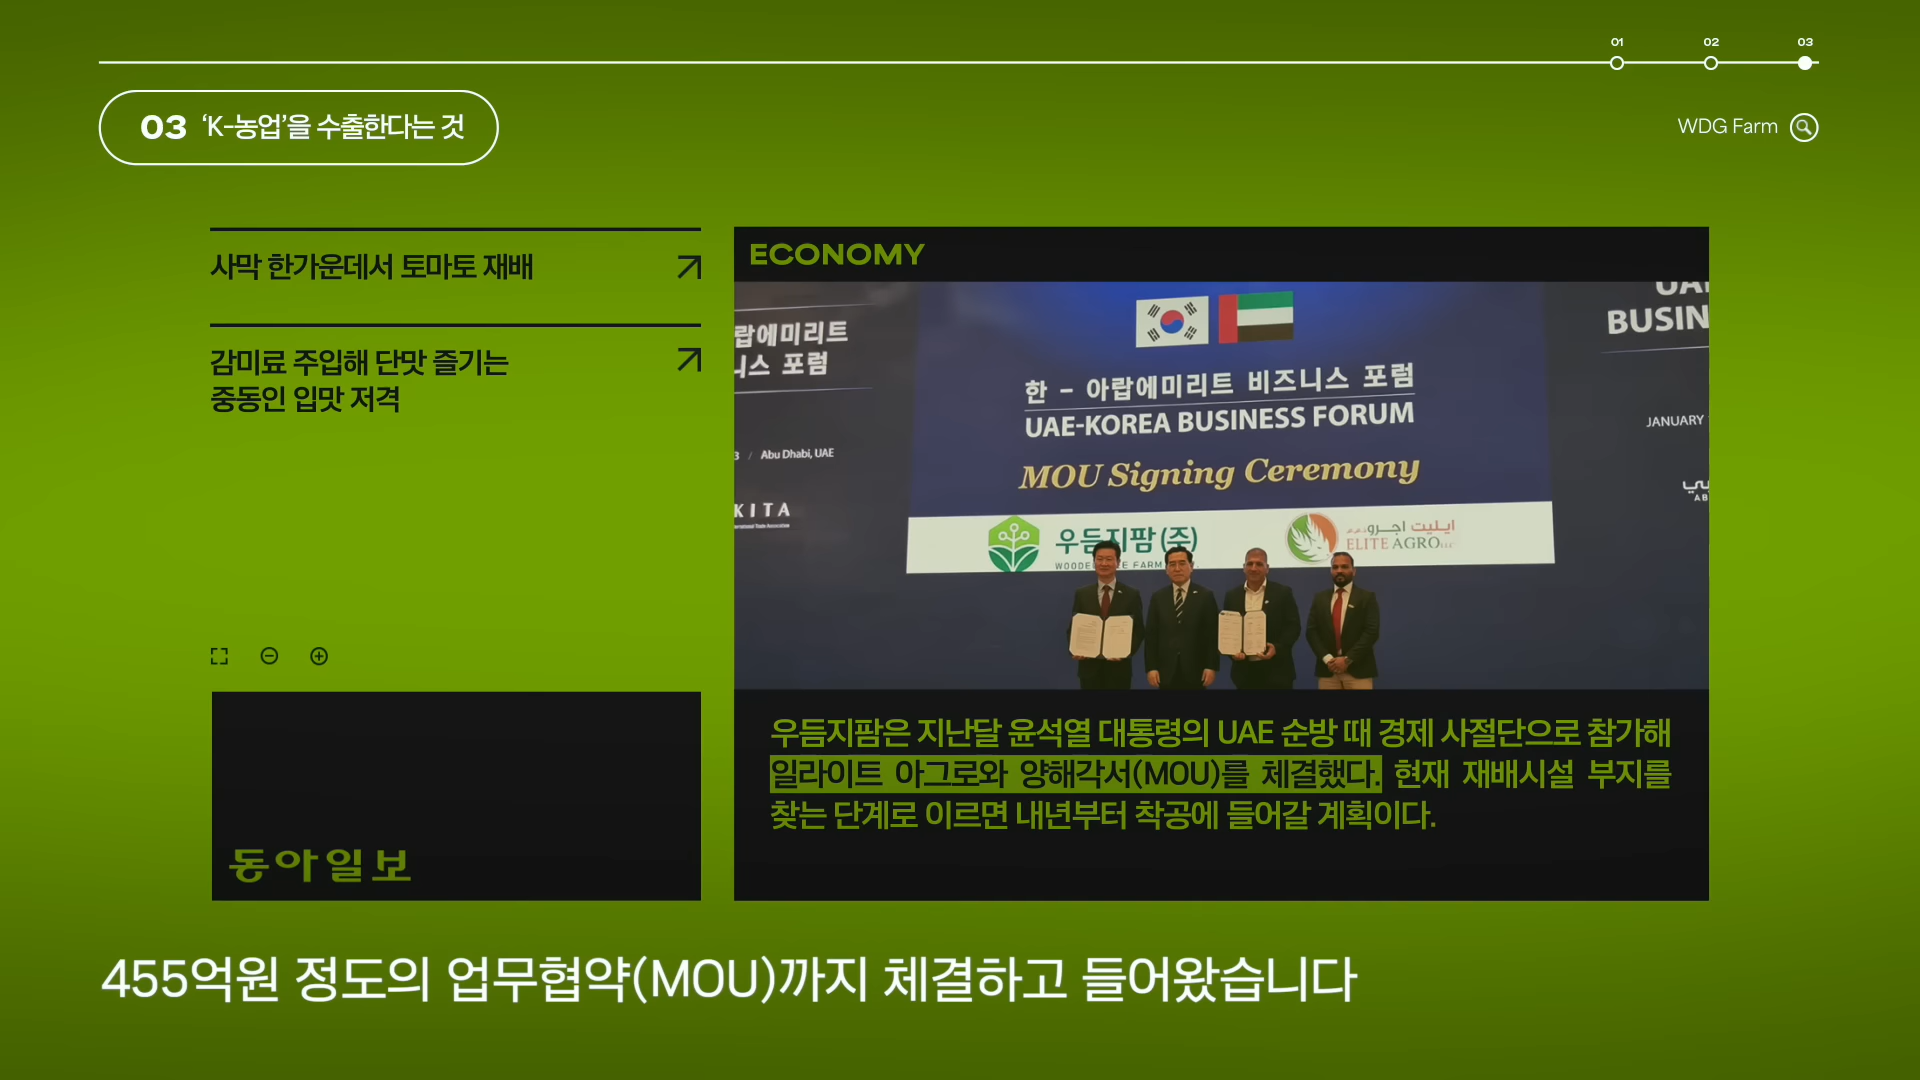 01 02 03
03 ‘K-농업’을 수출한다는 것
WDG Farm
사막 한가운데서 토마토 재배
감미료 주입해 단맛 즐기는
중동인 입맛 저격
동아일보
ECONOMY
랍에미리트
니스 포럼
3 / Abu Dhabi, UAE
KITA
한 - 아랍에미리트 비즈니스 포럼
UAE-KOREA BUSINESS FORUM
MOU Signing Ceremony
우듬지팜(주)
ايليت اجرو
ELITE AGRO LLC
BUSIN
JANUARY
우듬지팜은 지난달 윤석열 대통령의 UAE 순방 때 경제 사절단으로 참가해
일라이트 아그로와 양해각서(MOU)를 체결했다. 현재 재배시설 부지를
찾는 단계로 이르면 내년부터 착공에 들어갈 계획이다.
455억원 정도의 업무협약(MOU)까지 체결하고 들어왔습니다